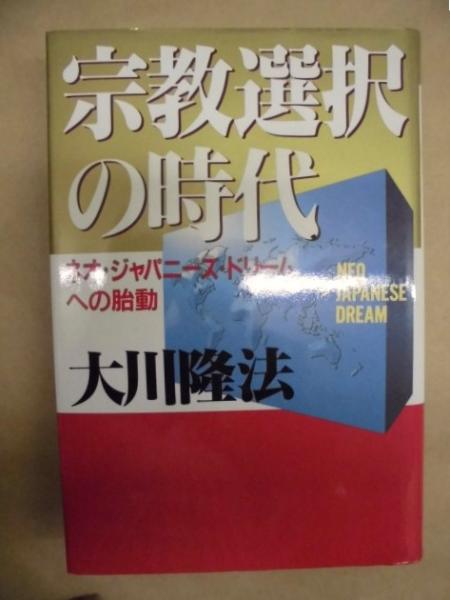 宗教選択
の時代
ネオ・ジャパニーズ・ドリーム
への胎動
NEO
JAPANESE
DREAM
大川隆法